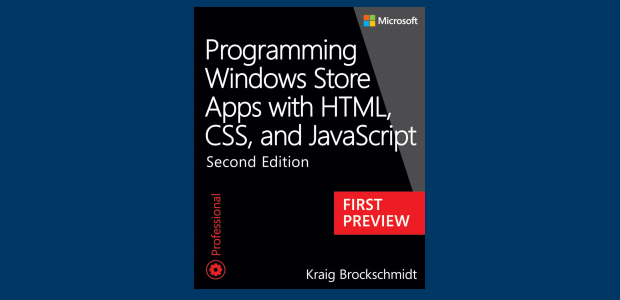 Microsoft
Programming
Windows Store
Apps with HTML,
CSS, and JavaScript
Second Edition
FIRST
PREVIEW
Professional
Kraig Brockschmidt